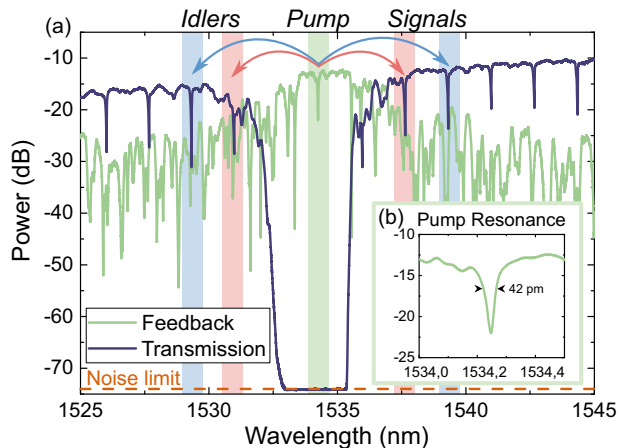 Idlers Pump Signals
(a)
-10
-20
-30
-40
-50
-60
-70
Power (dB)
(b) Pump Resonance
-10
-15
-20
-25
42 pm
1534,0 1534,2 1534,4
Feedback
Transmission
Noise limit
1525 1530 1535 1540 1545
Wavelength (nm)